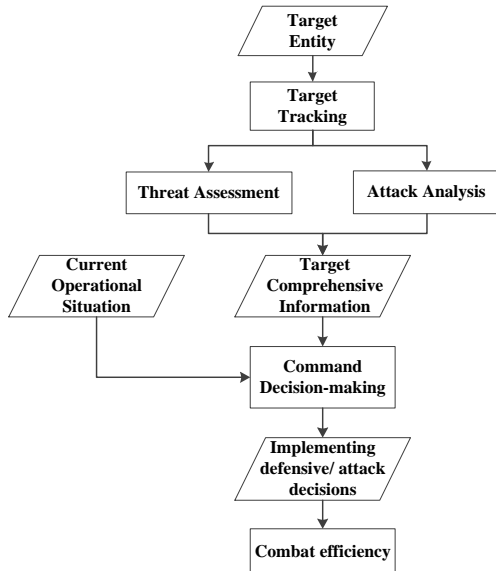 Target
Entity
Target
Tracking
Threat Assessment
Attack Analysis
Current
Operational
Situation
Target
Comprehensive
Information
Command
Decision-making
Implementing
defensive/ attack
decisions
Combat efficiency